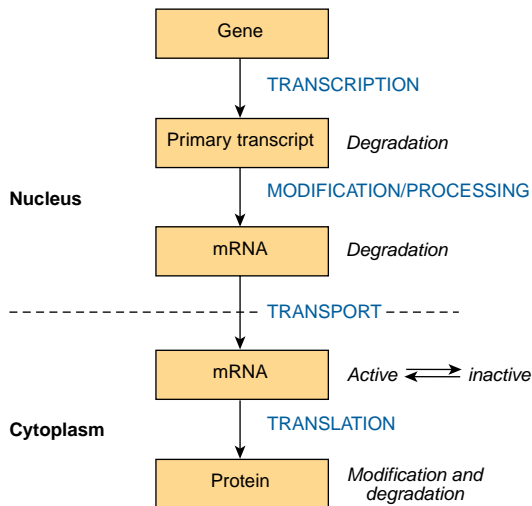 Gene
TRANSCRIPTION
Primary transcript
Degradation
MODIFICATION/PROCESSING
Nucleus
mRNA
Degradation
TRANSPORT
mRNA
Active
inactive
TRANSLATION
Cytoplasm
Protein
Modification and
degradation